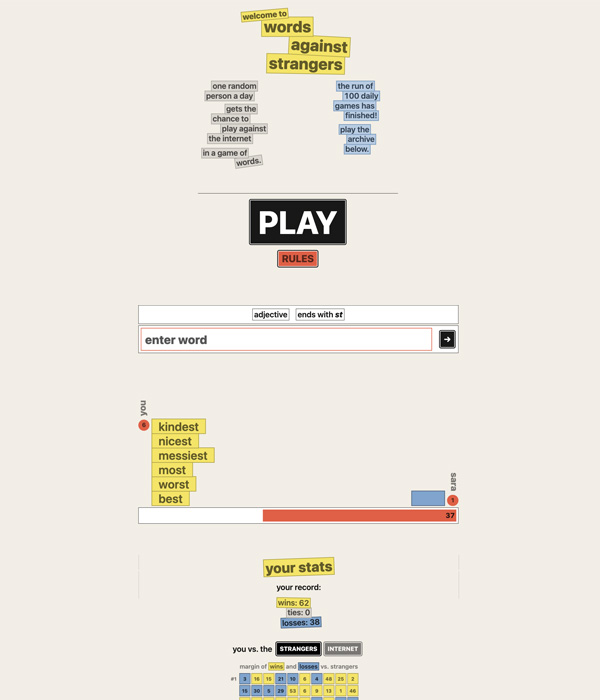 welcome to
words
against
strangers
one random
person a day
gets the
chance to
play against
the internet
in a game of
words.
the run of
100 daily
games has
finished!
play the
archive
below.
PLAY
RULES
adjective ends with st
enter word
you
6
kindest
nicest
messiest
most
worst
best
sara
1
37
your stats
your record:
wins: 62
ties: 0
losses: 38
you vs. the STRANGERS INTERNET
margin of wins and losses vs. strangers
#1 3 16 15 21 10 6 4 48 25 2
15 30 5 29 53 6 9 13 1 46